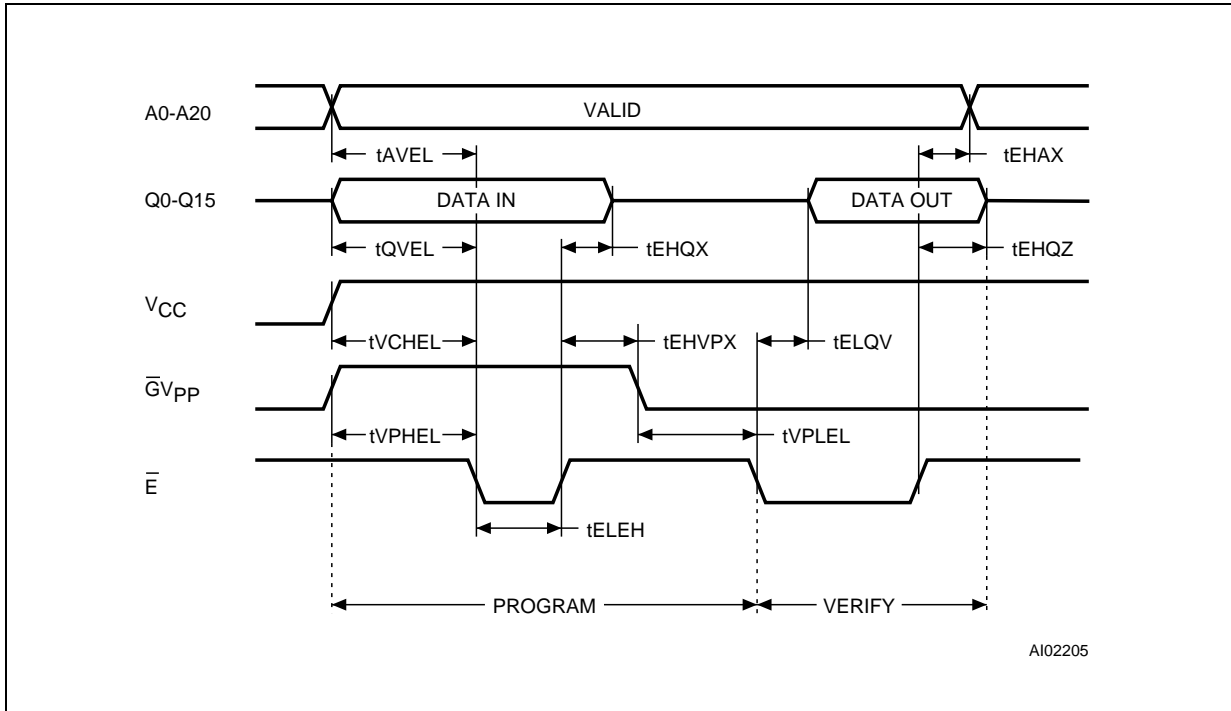 A0-A20
VALID
tAVEL
tEHAX
Q0-Q15
DATA IN
DATA OUT
tQVEL
tEHQX
tEHQZ
VCC
tVCHEL
tEHVPX
tELQV
G̅VPP
tVPHEL
tVPLEL
E̅
tELEH
PROGRAM
VERIFY
AI02205